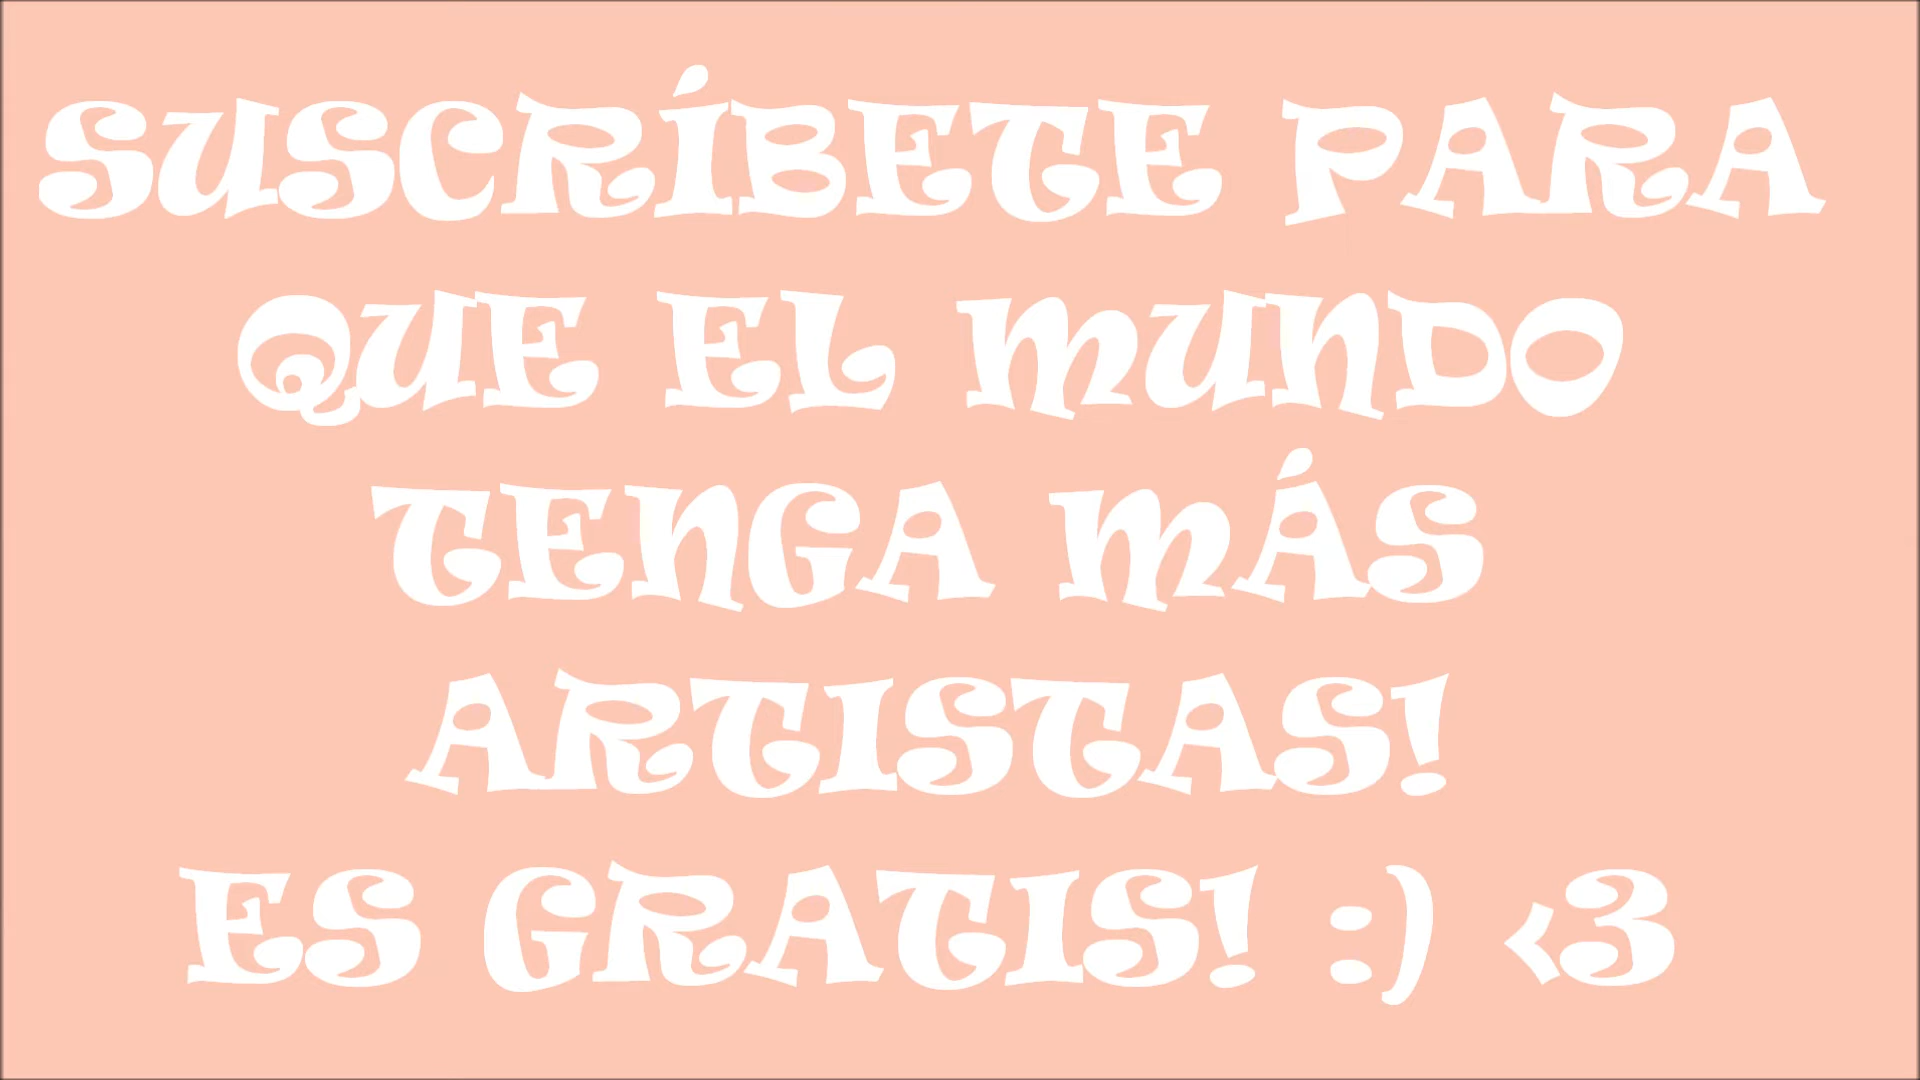 SUSCRÍBETE PARA
QUE EL MUNDO
TENGA MÁS
ARTISTAS!
ES GRATIS! :) <3